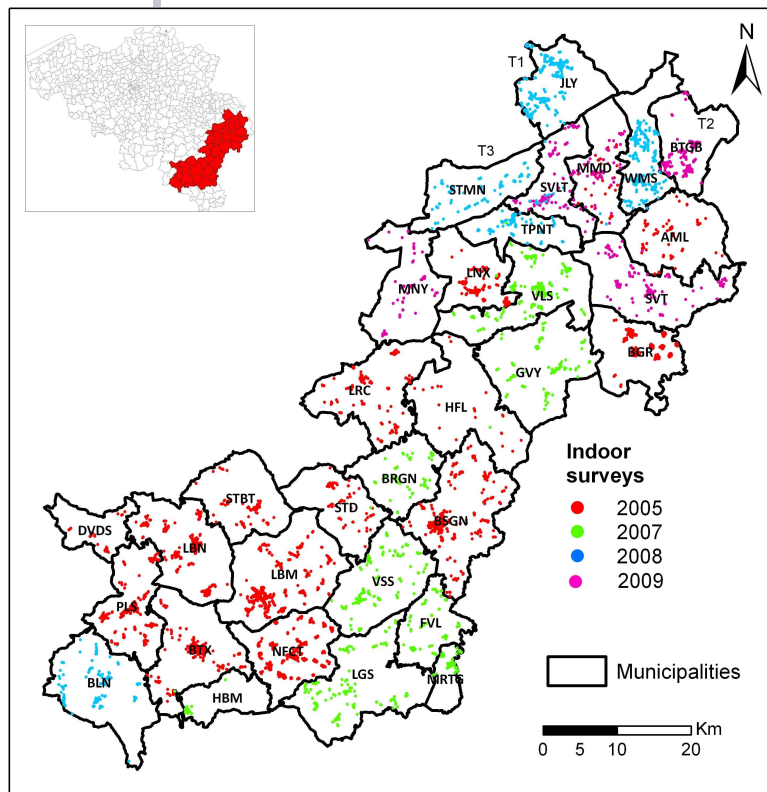 N
T1
JLY
T2
BTGB
T3
MMD
WMS
STMN
SVLT
TPNT
AML
LNX
MNY
VLS
SVT
BGR
GVY
LRC
HFL
BRGN
STBT
STD
BSGN
DVDS
LBN
LBM
VSS
PLS
FVL
BTX
NFCT
LGS
MRTG
BLN
HBM
Indoor
surveys
2005
2007
2008
2009
Municipalities
Km
0 5 10 20